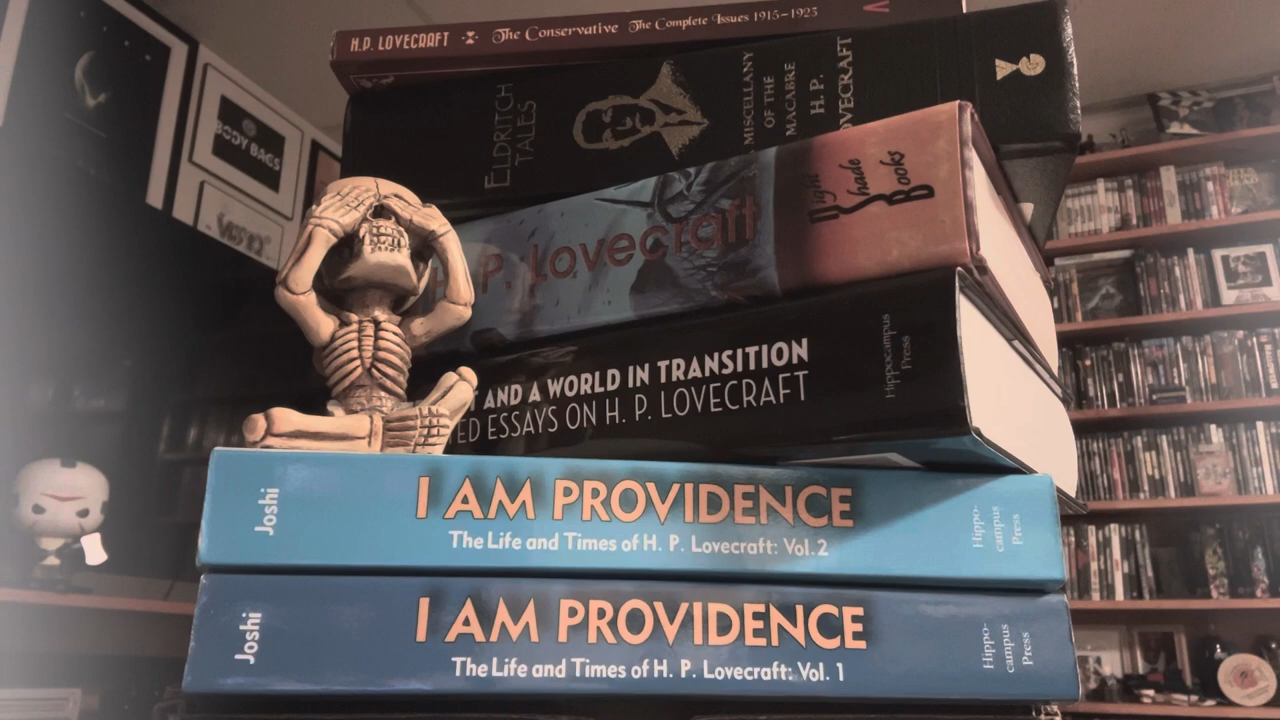 H.P. LOVECRAFT The Conservative The Complete Issues 1915–1923
BODY BAGS
ELDRITCH
TALES
MISCELLANY
OF THE
MACABRE
H. P.
LOVECRAFT
H. P. Lovecraft
Night
Shade
Books
AND A WORLD IN TRANSITION
TED ESSAYS ON H. P. LOVECRAFT
Hippocampus
Press
Joshi
I AM PROVIDENCE
The Life and Times of H. P. Lovecraft: Vol. 2
Hippo-
campus
Press
Joshi
I AM PROVIDENCE
The Life and Times of H. P. Lovecraft: Vol. 1
Hippo-
campus
Press